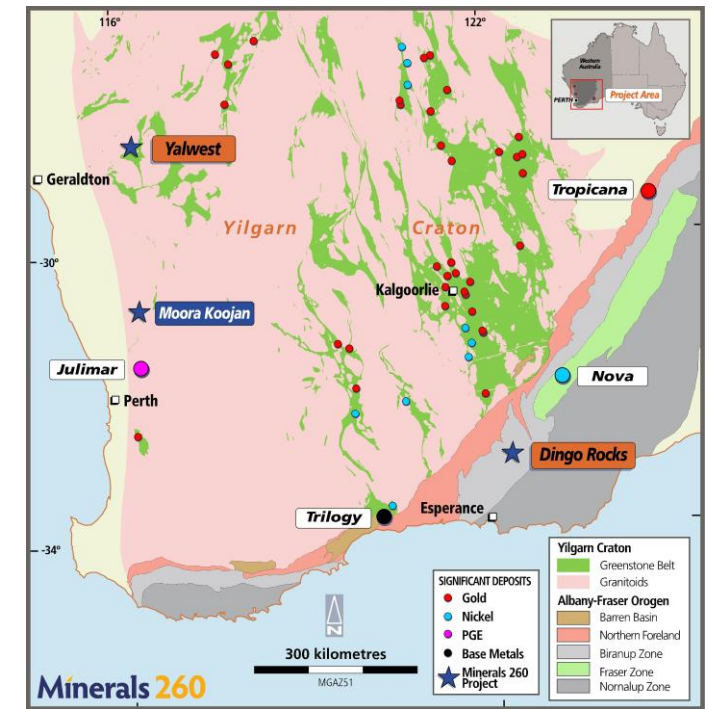 116°
122°
Western
Australia
PERTH
Project Area
Yalwest
Geraldton
Tropicana
Yilgarn Craton
-30°
Kalgoorlie
Moora Koojan
Julimar
Nova
Perth
Dingo Rocks
Esperance
Trilogy
-34°
SIGNIFICANT DEPOSITS
Gold
Nickel
PGE
Base Metals
Minerals 260
Project
Yilgarn Craton
Greenstone Belt
Granitoids
Albany-Fraser Orogen
Barren Basin
Northern Foreland
Biranup Zone
Fraser Zone
Nornalup Zone
N
300 kilometres
MGAZ51
Minerals 260